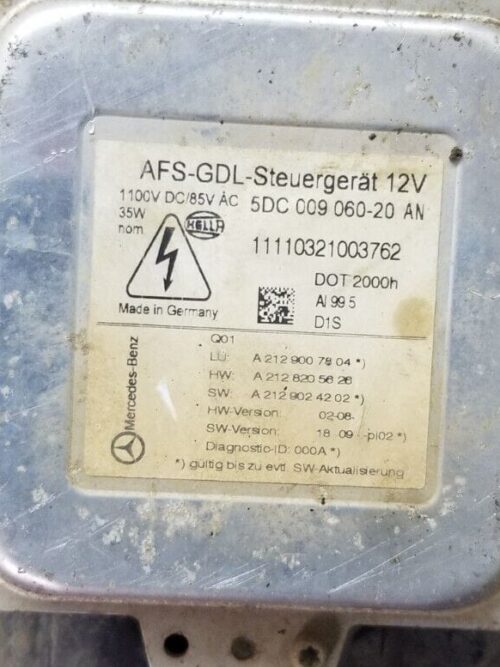 AFS-GDL-Steuergerät 12V
1100V DC/85V AC 5DC 009 060-20 AN
35W
nom
HELLA
11110321003762
DOT 2000h
AI 99 5
D1S
Made in Germany
Mercedes-Benz
Q01
LU: A 212 900 78 04 *)
HW: A 212 820 56 26
SW: A 212 902 42 02 *)
HW-Version: 02-08-
SW-Version: 18 09 --pl02 *)
Diagnostic-ID: 000A *)
*) gültig bis zu evtl. SW-Aktualisierung